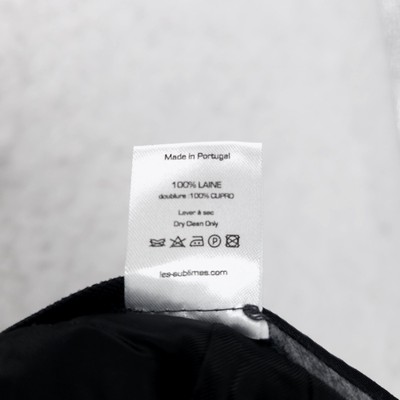 Made in Portugal
100% LAINE
doublure : 100% CUPRO
Laver à sec
Dry Clean Only
P
les-sublimes.com